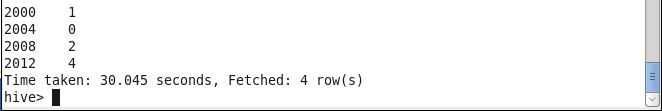 2000    1
2004    0
2008    2
2012    4
Time taken: 30.045 seconds, Fetched: 4 row(s)
hive>